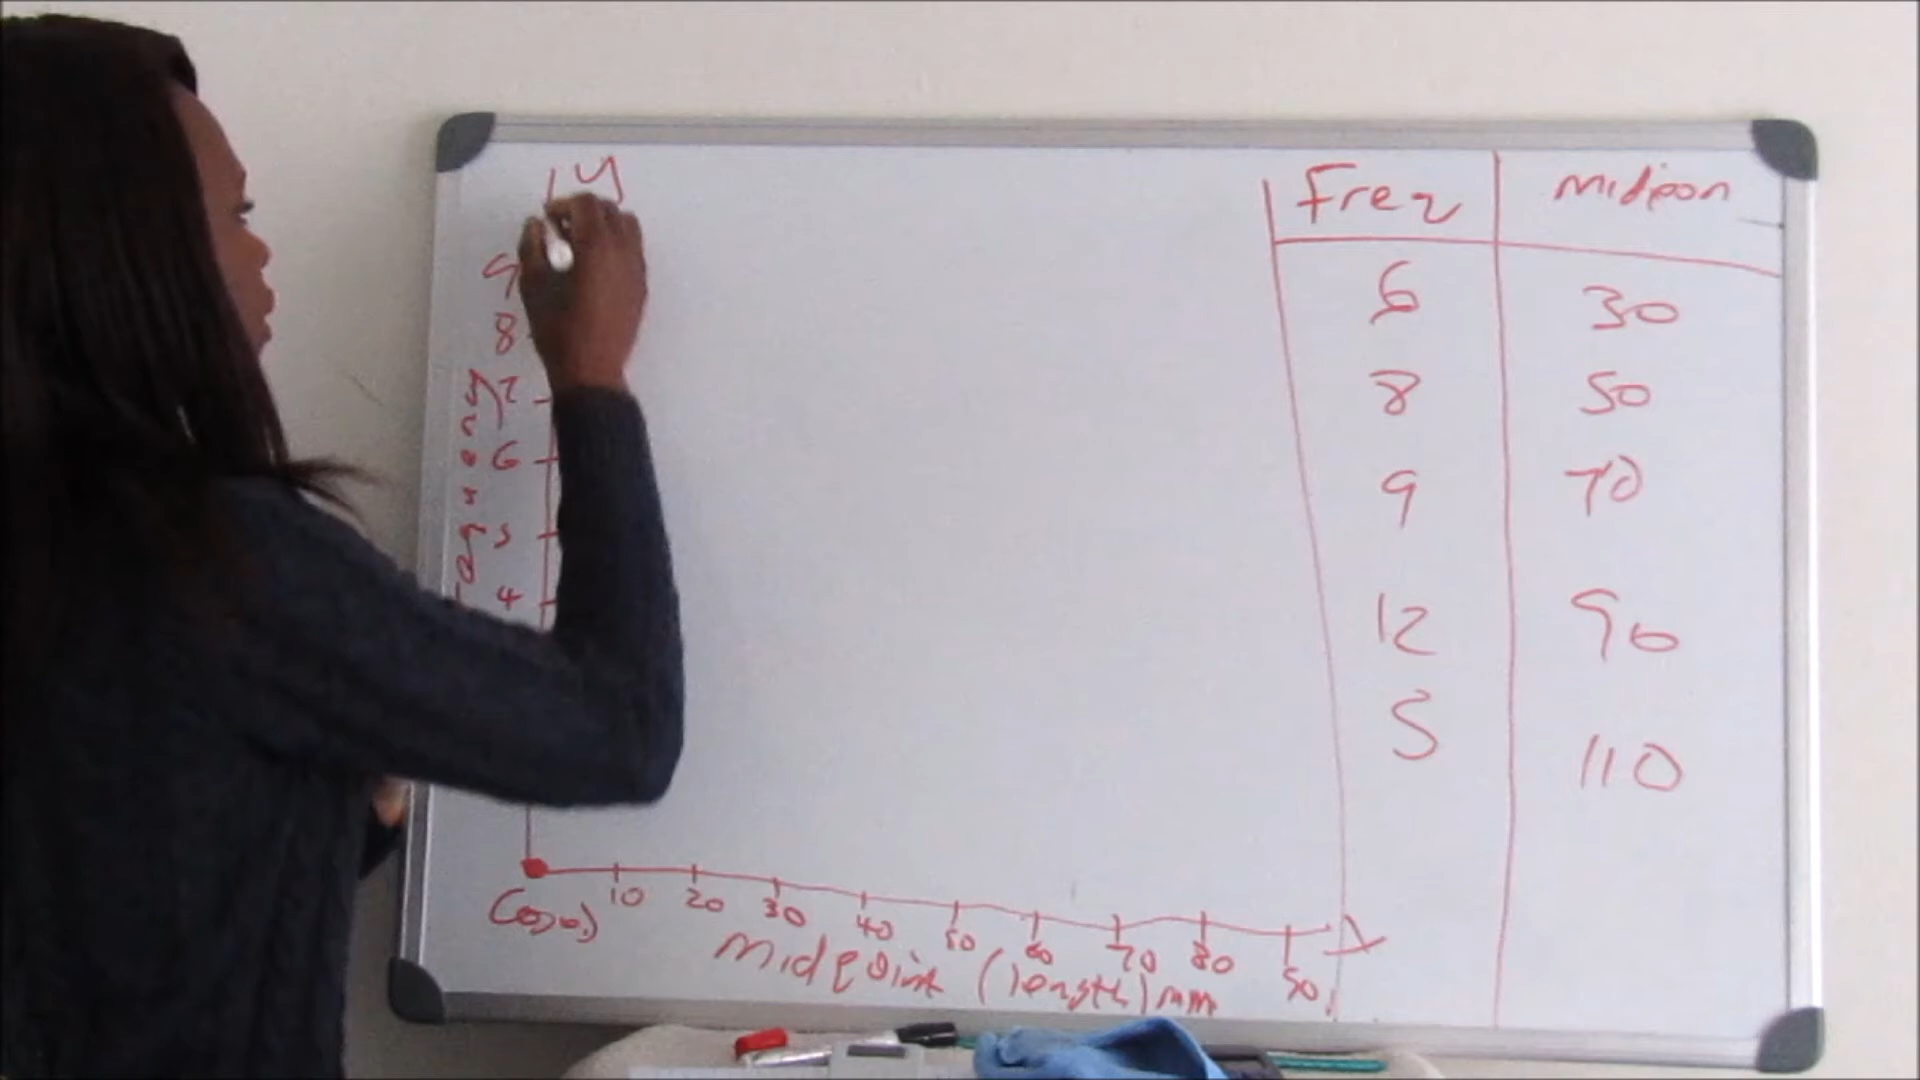 y
Freq midpoin
6 30
8 50
9 70
12 90
5 110
9
8
7
6
5
4
(0,0) 10 20 30 40 50 60 70 80 90 x
midpoint (length) mm